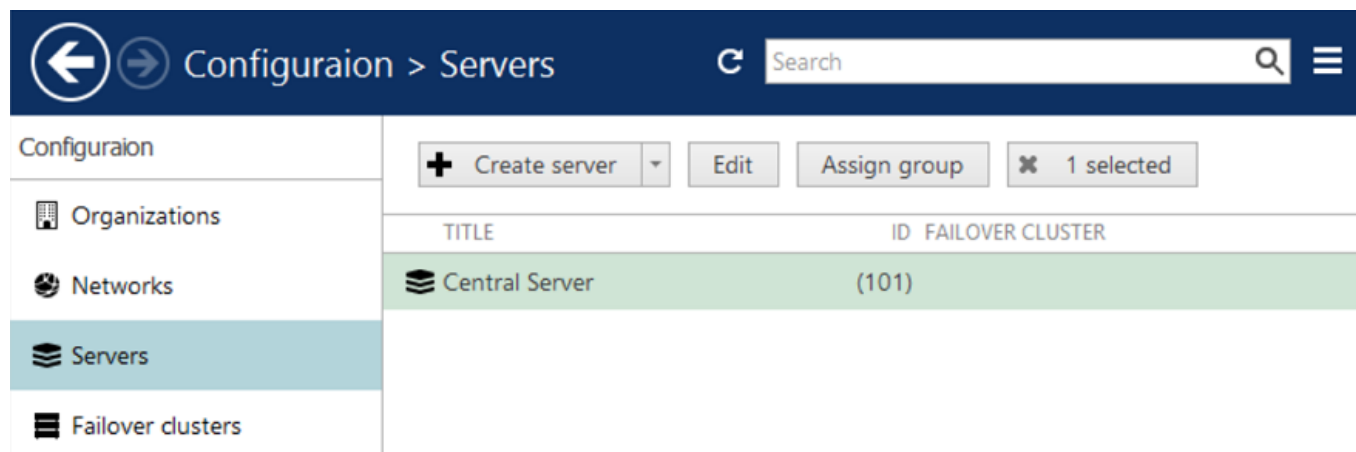 Configuraion > Servers
Search
Configuraion
Organizations
Networks
Servers
Failover clusters
Create server
Edit
Assign group
1 selected
TITLE ID FAILOVER CLUSTER
Central Server (101)